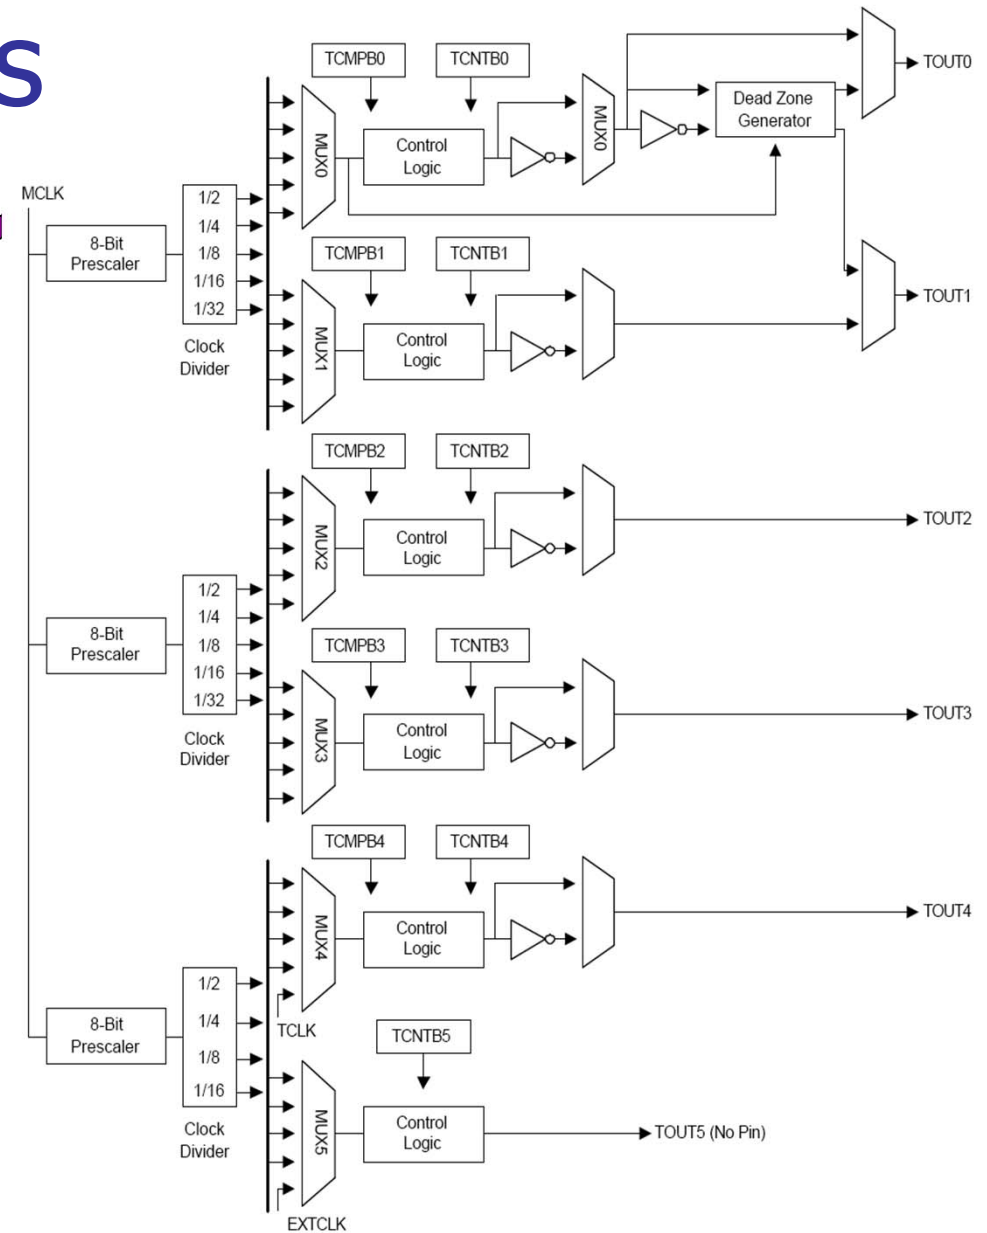 S
TCMPB0
TCNTB0
MUX0
Control
Logic
MUX0
Dead Zone
Generator
TOUT0
MCLK
8-Bit
Prescaler
1/2
1/4
1/8
1/16
1/32
Clock
Divider
TCMPB1
TCNTB1
MUX1
Control
Logic
TOUT1
TCMPB2
TCNTB2
MUX2
Control
Logic
TOUT2
8-Bit
Prescaler
1/2
1/4
1/8
1/16
1/32
Clock
Divider
TCMPB3
TCNTB3
MUX3
Control
Logic
TOUT3
TCMPB4
TCNTB4
MUX4
Control
Logic
TOUT4
TCLK
8-Bit
Prescaler
1/2
1/4
1/8
1/16
Clock
Divider
TCNTB5
MUX5
Control
Logic
TOUT5 (No Pin)
EXTCLK